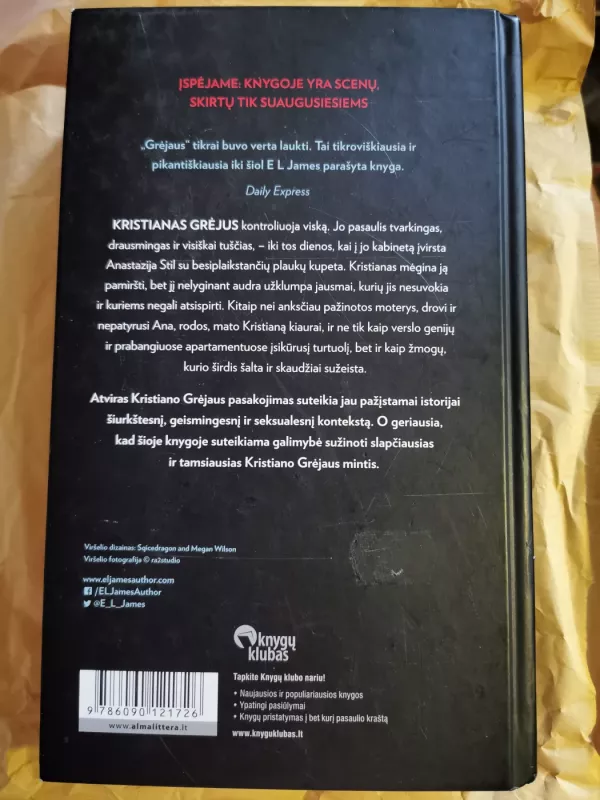 ĮSPĖJAME: KNYGOJE YRA SCENŲ,
SKIRTŲ TIK SUAUGUSIESIEMS
„Grėjaus“ tikrai buvo verta laukti. Tai tikroviškiausia ir
pikantiškiausia iki šiol E L James parašyta knyga.
Daily Express
KRISTIANAS GRĖJUS kontroliuoja viską. Jo pasaulis tvarkingas,
drausmingas ir visiškai tuščias, – iki tos dienos, kai į jo kabinetą įvirsta
Anastazija Stil su besiplaikstančių plaukų kupeta. Kristianas mėgina ją
pamiršti, bet jį nelyginant audra užklumpa jausmai, kurių jis nesuvokia
ir kuriems negali atsispirti. Kitaip nei anksčiau pažinotos moterys, drovi ir
nepatyrusi Ana, rodos, mato Kristianą kiaurai, ir ne tik kaip verslo genijų
ir prabangiuose apartamentuose įsikūrusį turtuolį, bet ir kaip žmogų,
kurio širdis šalta ir skaudžiai sužeista.
Atviras Kristiano Grėjaus pasakojimas suteikia jau pažįstamai istorijai
šiurkštesnį, geismingesnį ir seksualesnį kontekstą. O geriausia,
kad šioje knygoje suteikiama galimybė sužinoti slapčiausias
ir tamsiausias Kristiano Grėjaus mintis.
Viršelio dizainas: Sqicedragon and Megan Wilson
Viršelio fotografija © ra2studio
www.eljamesauthor.com
/ELJamesAuthor
@E_L_James
knygų
klubas
Tapkite Knygų klubo nariu!
• Naujausios ir populiariausios knygos
• Ypatingi pasiūlymai
• Knygų pristatymas į bet kurį pasaulio kraštą
www.knyguklubas.lt
9 786090 121726
www.almalittera.lt